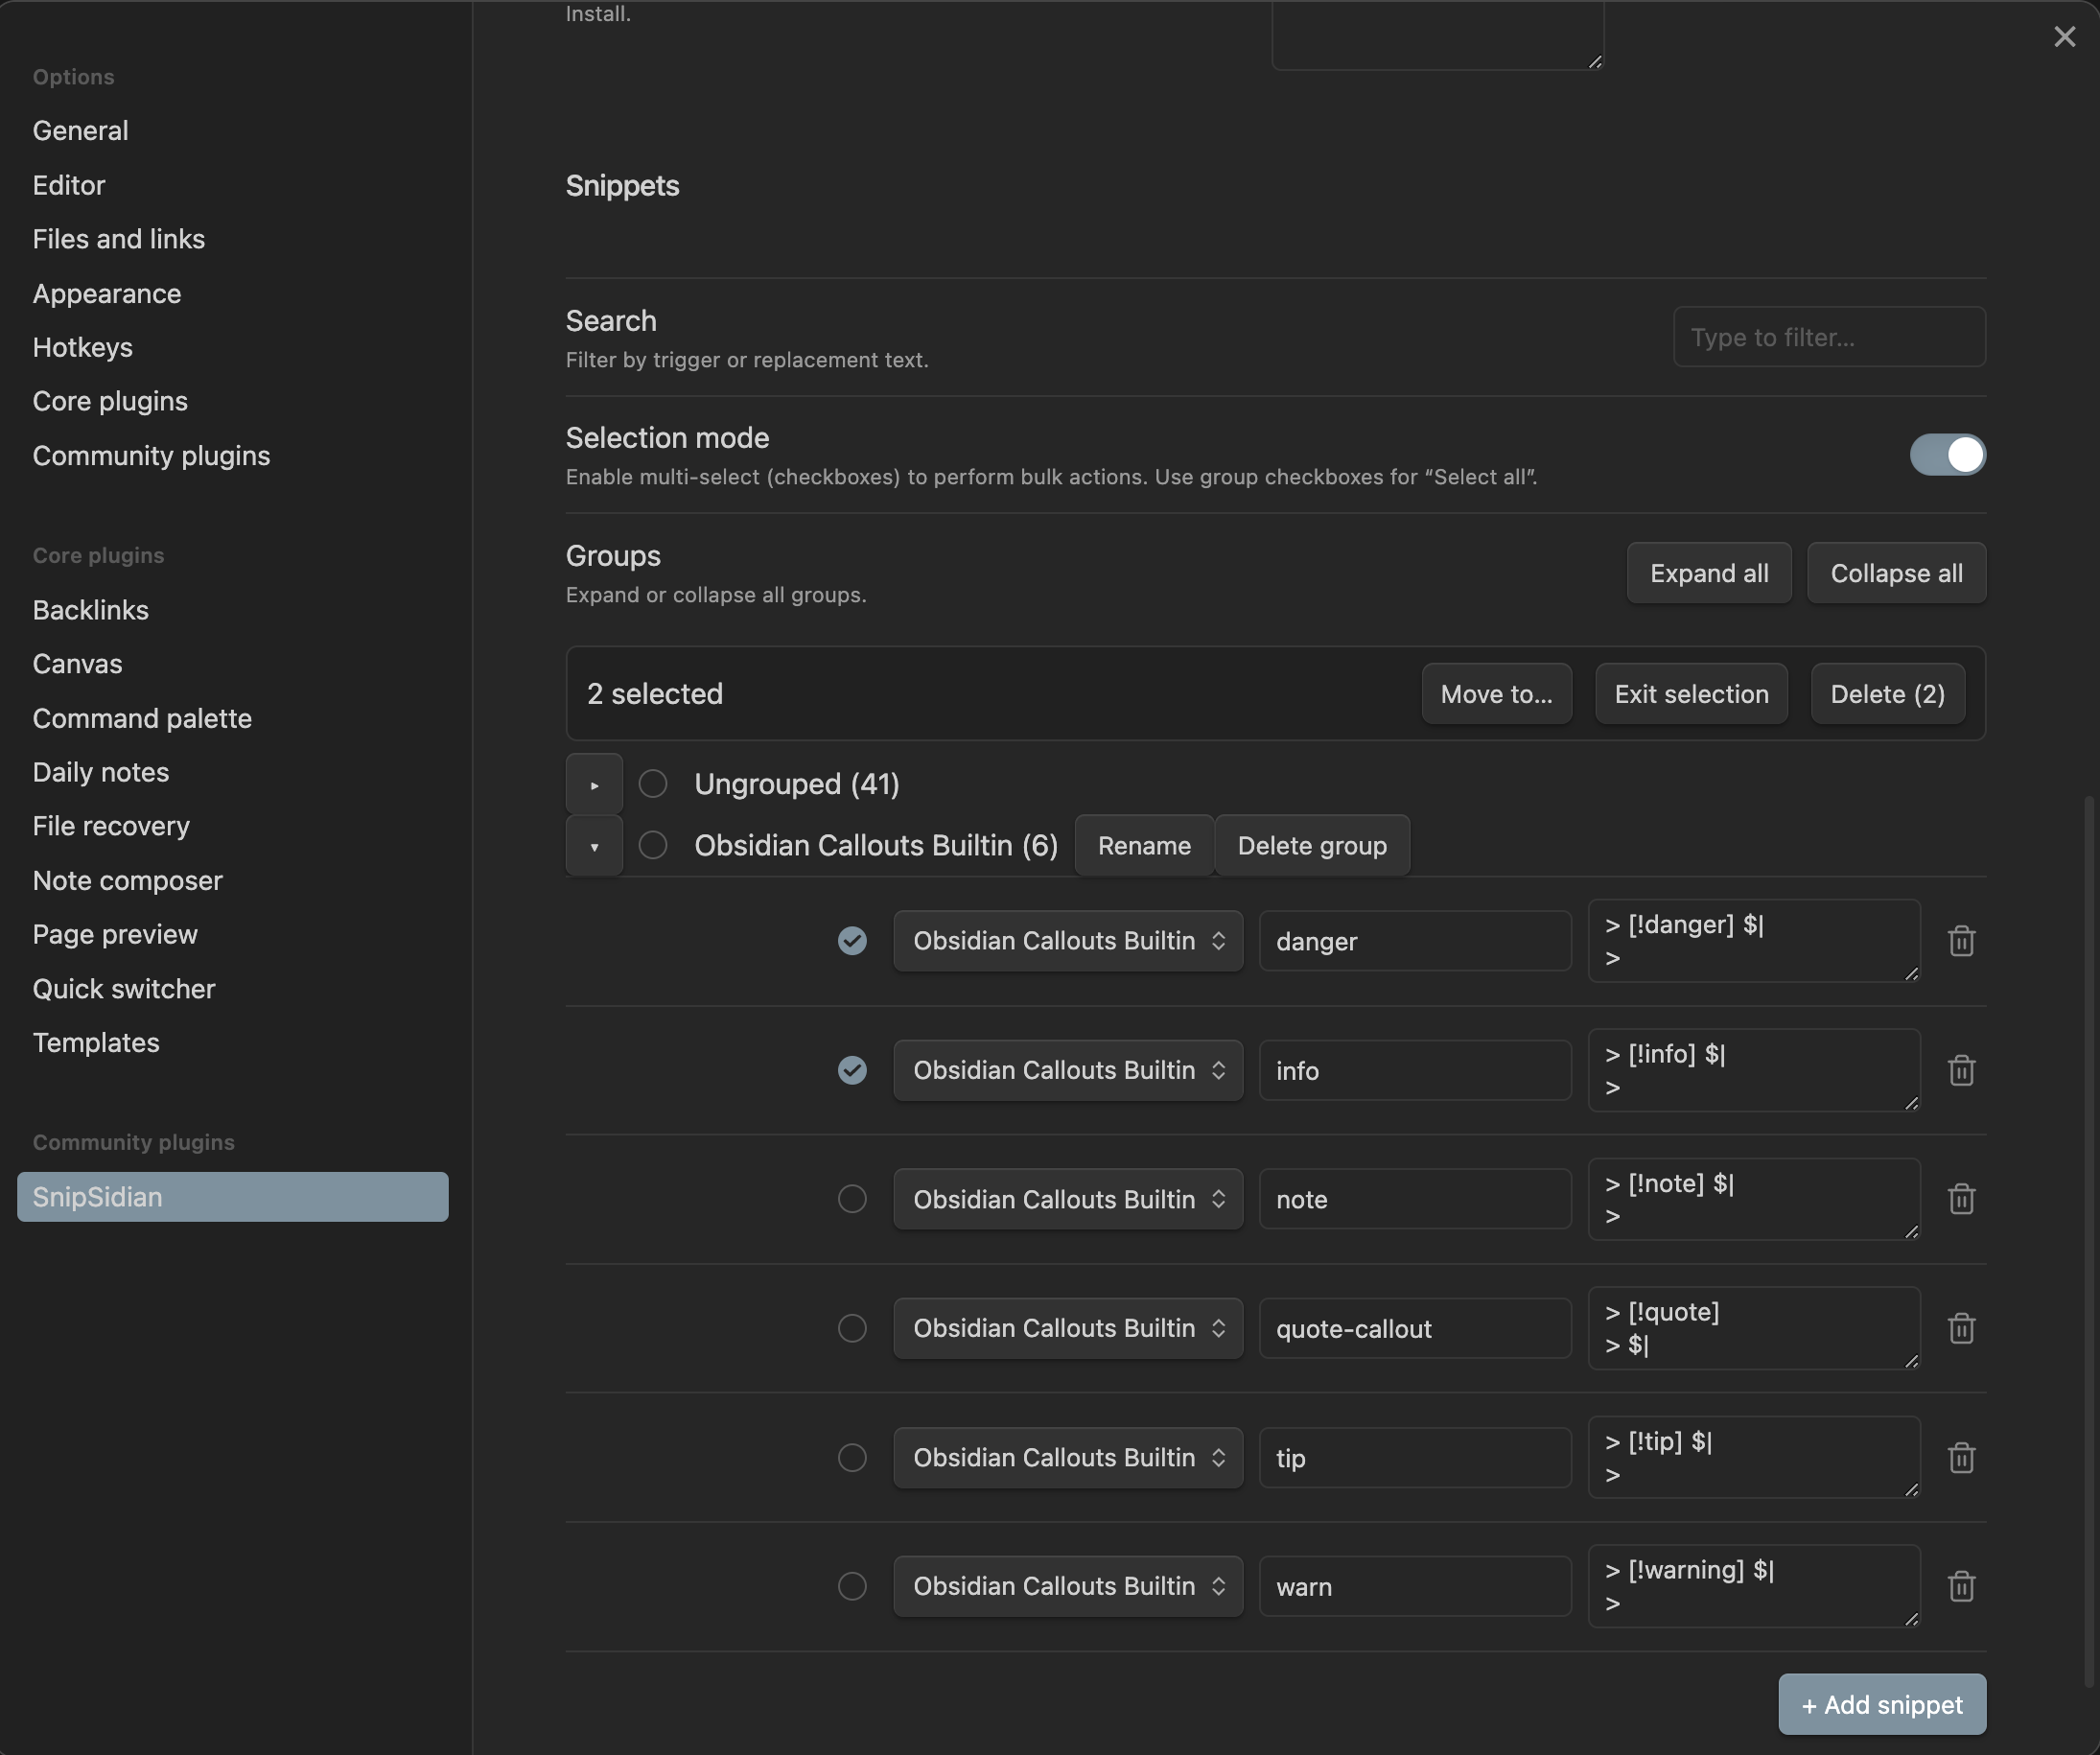 Options
General
Editor
Files and links
Appearance
Hotkeys
Core plugins
Community plugins
Core plugins
Backlinks
Canvas
Command palette
Daily notes
File recovery
Note composer
Page preview
Quick switcher
Templates
Community plugins
SnipSidian
Install.
Snippets
Search
Filter by trigger or replacement text.
Type to filter...
Selection mode
Enable multi-select (checkboxes) to perform bulk actions. Use group checkboxes for “Select all”.
Groups
Expand or collapse all groups.
Expand all
Collapse all
2 selected
Move to...
Exit selection
Delete (2)
Ungrouped (41)
Obsidian Callouts Builtin (6)
Rename
Delete group
Obsidian Callouts Builtin
danger
> [!danger] $|
>
Obsidian Callouts Builtin
info
> [!info] $|
>
Obsidian Callouts Builtin
note
> [!note] $|
>
Obsidian Callouts Builtin
quote-callout
> [!quote]
> $|
Obsidian Callouts Builtin
tip
> [!tip] $|
>
Obsidian Callouts Builtin
warn
> [!warning] $|
>
+ Add snippet